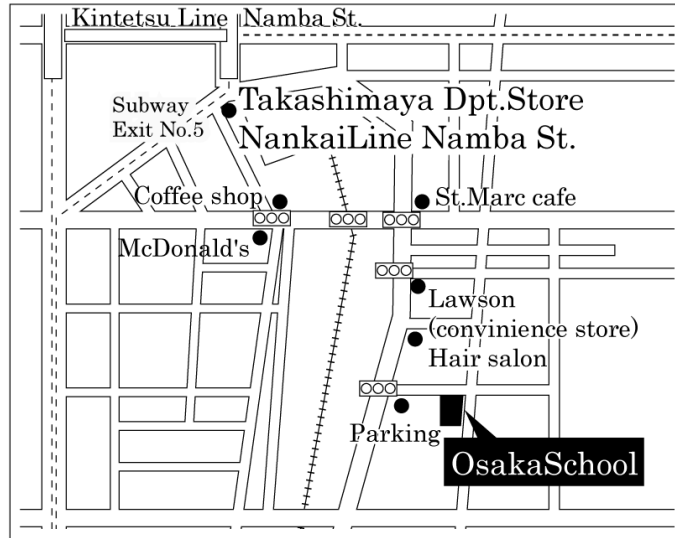 Kintetsu Line Namba St.
Subway
Exit No.5
Takashimaya Dpt.Store
NankaiLine Namba St.
Coffee shop
St.Marc cafe
McDonald's
Lawson
(convinience store)
Hair salon
Parking
OsakaSchool